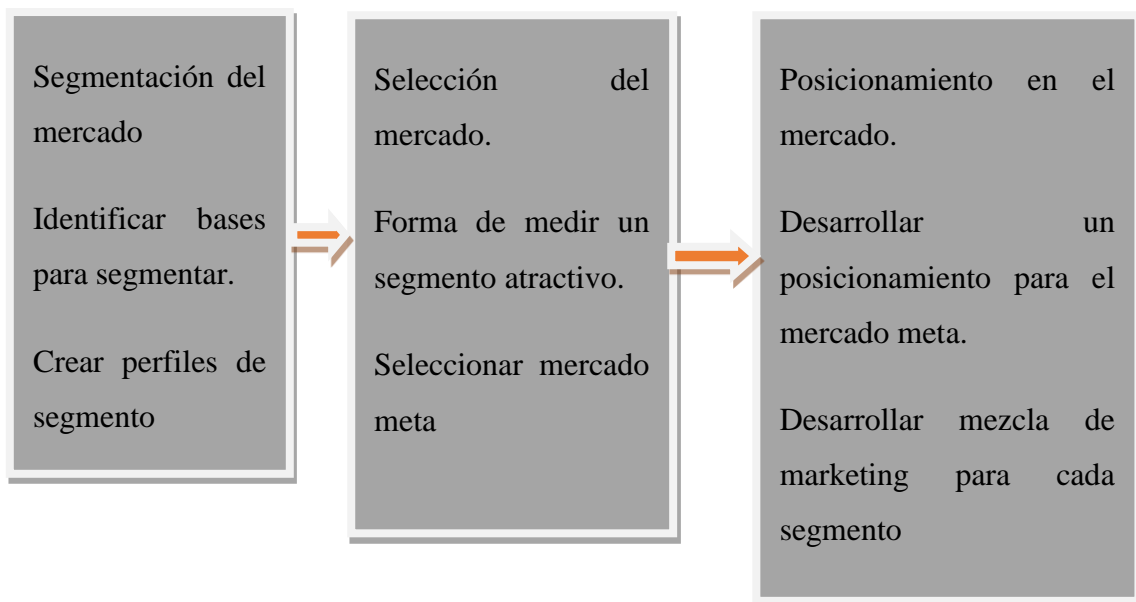 Segmentación del
mercado
Identificar bases
para segmentar.
Crear perfiles de
segmento
Selección del
mercado.
Forma de medir un
segmento atractivo.
Seleccionar mercado
meta
Posicionamiento en el
mercado.
Desarrollar un
posicionamiento para el
mercado meta.
Desarrollar mezcla de
marketing para cada
segmento